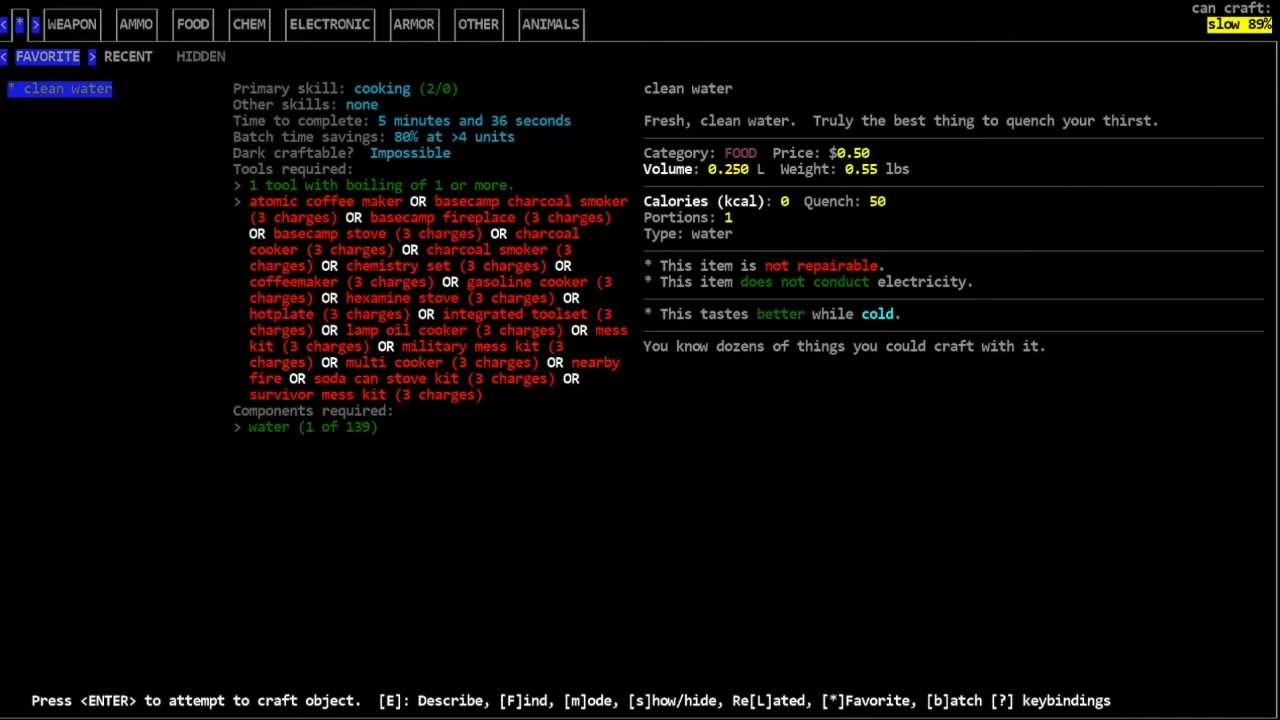 can craft:
< * > WEAPON AMMO FOOD CHEM ELECTRONIC ARMOR OTHER ANIMALS
slow 89%
< FAVORITE > RECENT HIDDEN
* clean water
Primary skill: cooking (2/0)
Other skills: none
Time to complete: 5 minutes and 36 seconds
Batch time savings: 80% at >4 units
Dark craftable? Impossible
Tools required:
> 1 tool with boiling of 1 or more.
> atomic coffee maker OR basecamp charcoal smoker
(3 charges) OR basecamp fireplace (3 charges)
OR basecamp stove (3 charges) OR charcoal
cooker (3 charges) OR charcoal smoker (3
charges) OR chemistry set (3 charges) OR
coffeemaker (3 charges) OR gasoline cooker (3
charges) OR hexamine stove (3 charges) OR
hotplate (3 charges) OR integrated toolset (3
charges) OR lamp oil cooker (3 charges) OR mess
kit (3 charges) OR military mess kit (3
charges) OR multi cooker (3 charges) OR nearby
fire OR soda can stove kit (3 charges) OR
survivor mess kit (3 charges)
Components required:
> water (1 of 139)
clean water
Fresh, clean water. Truly the best thing to quench your thirst.
Category: FOOD Price: $0.50
Volume: 0.250 L Weight: 0.55 lbs
Calories (kcal): 0 Quench: 50
Portions: 1
Type: water
* This item is not repairable.
* This item does not conduct electricity.
* This tastes better while cold.
You know dozens of things you could craft with it.
Press <ENTER> to attempt to craft object. [E]: Describe, [F]ind, [m]ode, [s]how/hide, Re[L]ated, [*]Favorite, [b]atch [?] keybindings